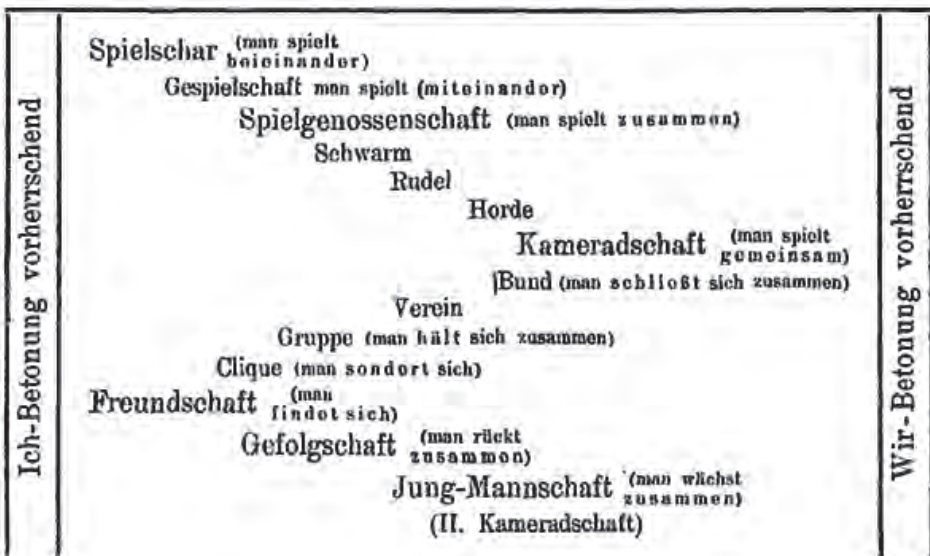 Ich-Betonung vorherrschend
Spielschar (man spielt
beieinander)
Gespielschaft man spielt (miteinander)
Spielgenossenschaft (man spielt zusammen)
Schwarm
Rudel
Horde
Kameradschaft (man spielt
gemeinsam)
Bund (man schließt sich zusammen)
Verein
Gruppe (man hält sich zusammen)
Clique (man sondert sich)
Freundschaft (man
findet sich)
Gefolgschaft (man rückt
zusammen)
Jung-Mannschaft (man wächst
zusammen)
(II. Kameradschaft)
Wir-Betonung vorherrschend